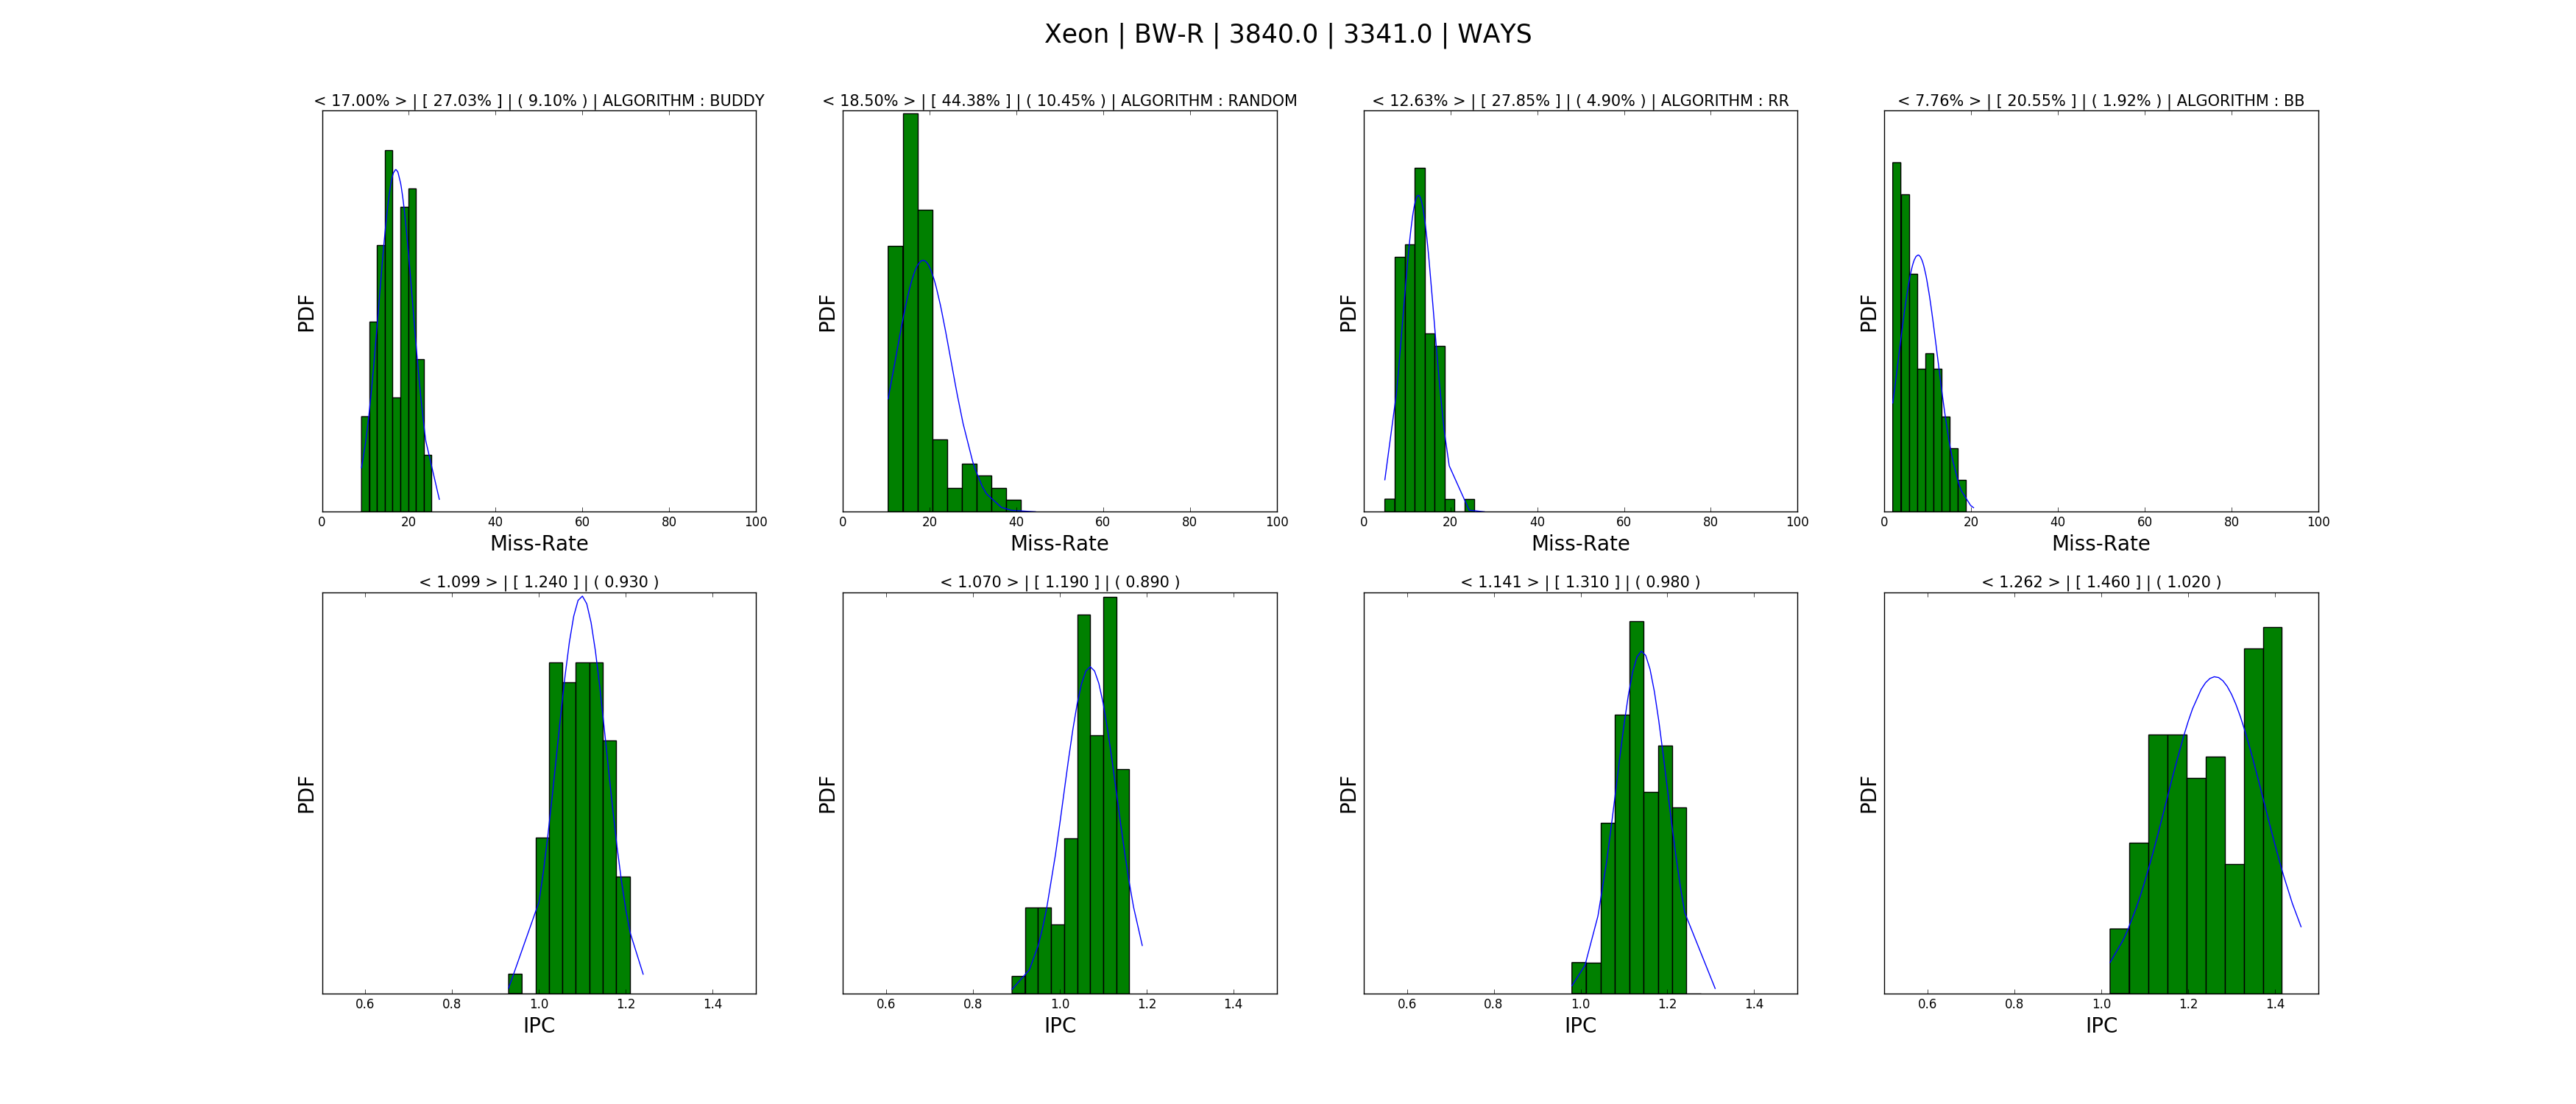 Xeon | BW-R | 3840.0 | 3341.0 | WAYS
< 17.00% > | [ 27.03% ] | ( 9.10% ) | ALGORITHM : BUDDY
PDF
0 20 40 60 80 100
Miss-Rate
< 18.50% > | [ 44.38% ] | ( 10.45% ) | ALGORITHM : RANDOM
PDF
0 20 40 60 80 100
Miss-Rate
< 12.63% > | [ 27.85% ] | ( 4.90% ) | ALGORITHM : RR
PDF
0 20 40 60 80 100
Miss-Rate
< 7.76% > | [ 20.55% ] | ( 1.92% ) | ALGORITHM : BB
PDF
0 20 40 60 80 100
Miss-Rate
< 1.099 > | [ 1.240 ] | ( 0.930 )
PDF
0.6 0.8 1.0 1.2 1.4
IPC
< 1.070 > | [ 1.190 ] | ( 0.890 )
PDF
0.6 0.8 1.0 1.2 1.4
IPC
< 1.141 > | [ 1.310 ] | ( 0.980 )
PDF
0.6 0.8 1.0 1.2 1.4
IPC
< 1.262 > | [ 1.460 ] | ( 1.020 )
PDF
0.6 0.8 1.0 1.2 1.4
IPC